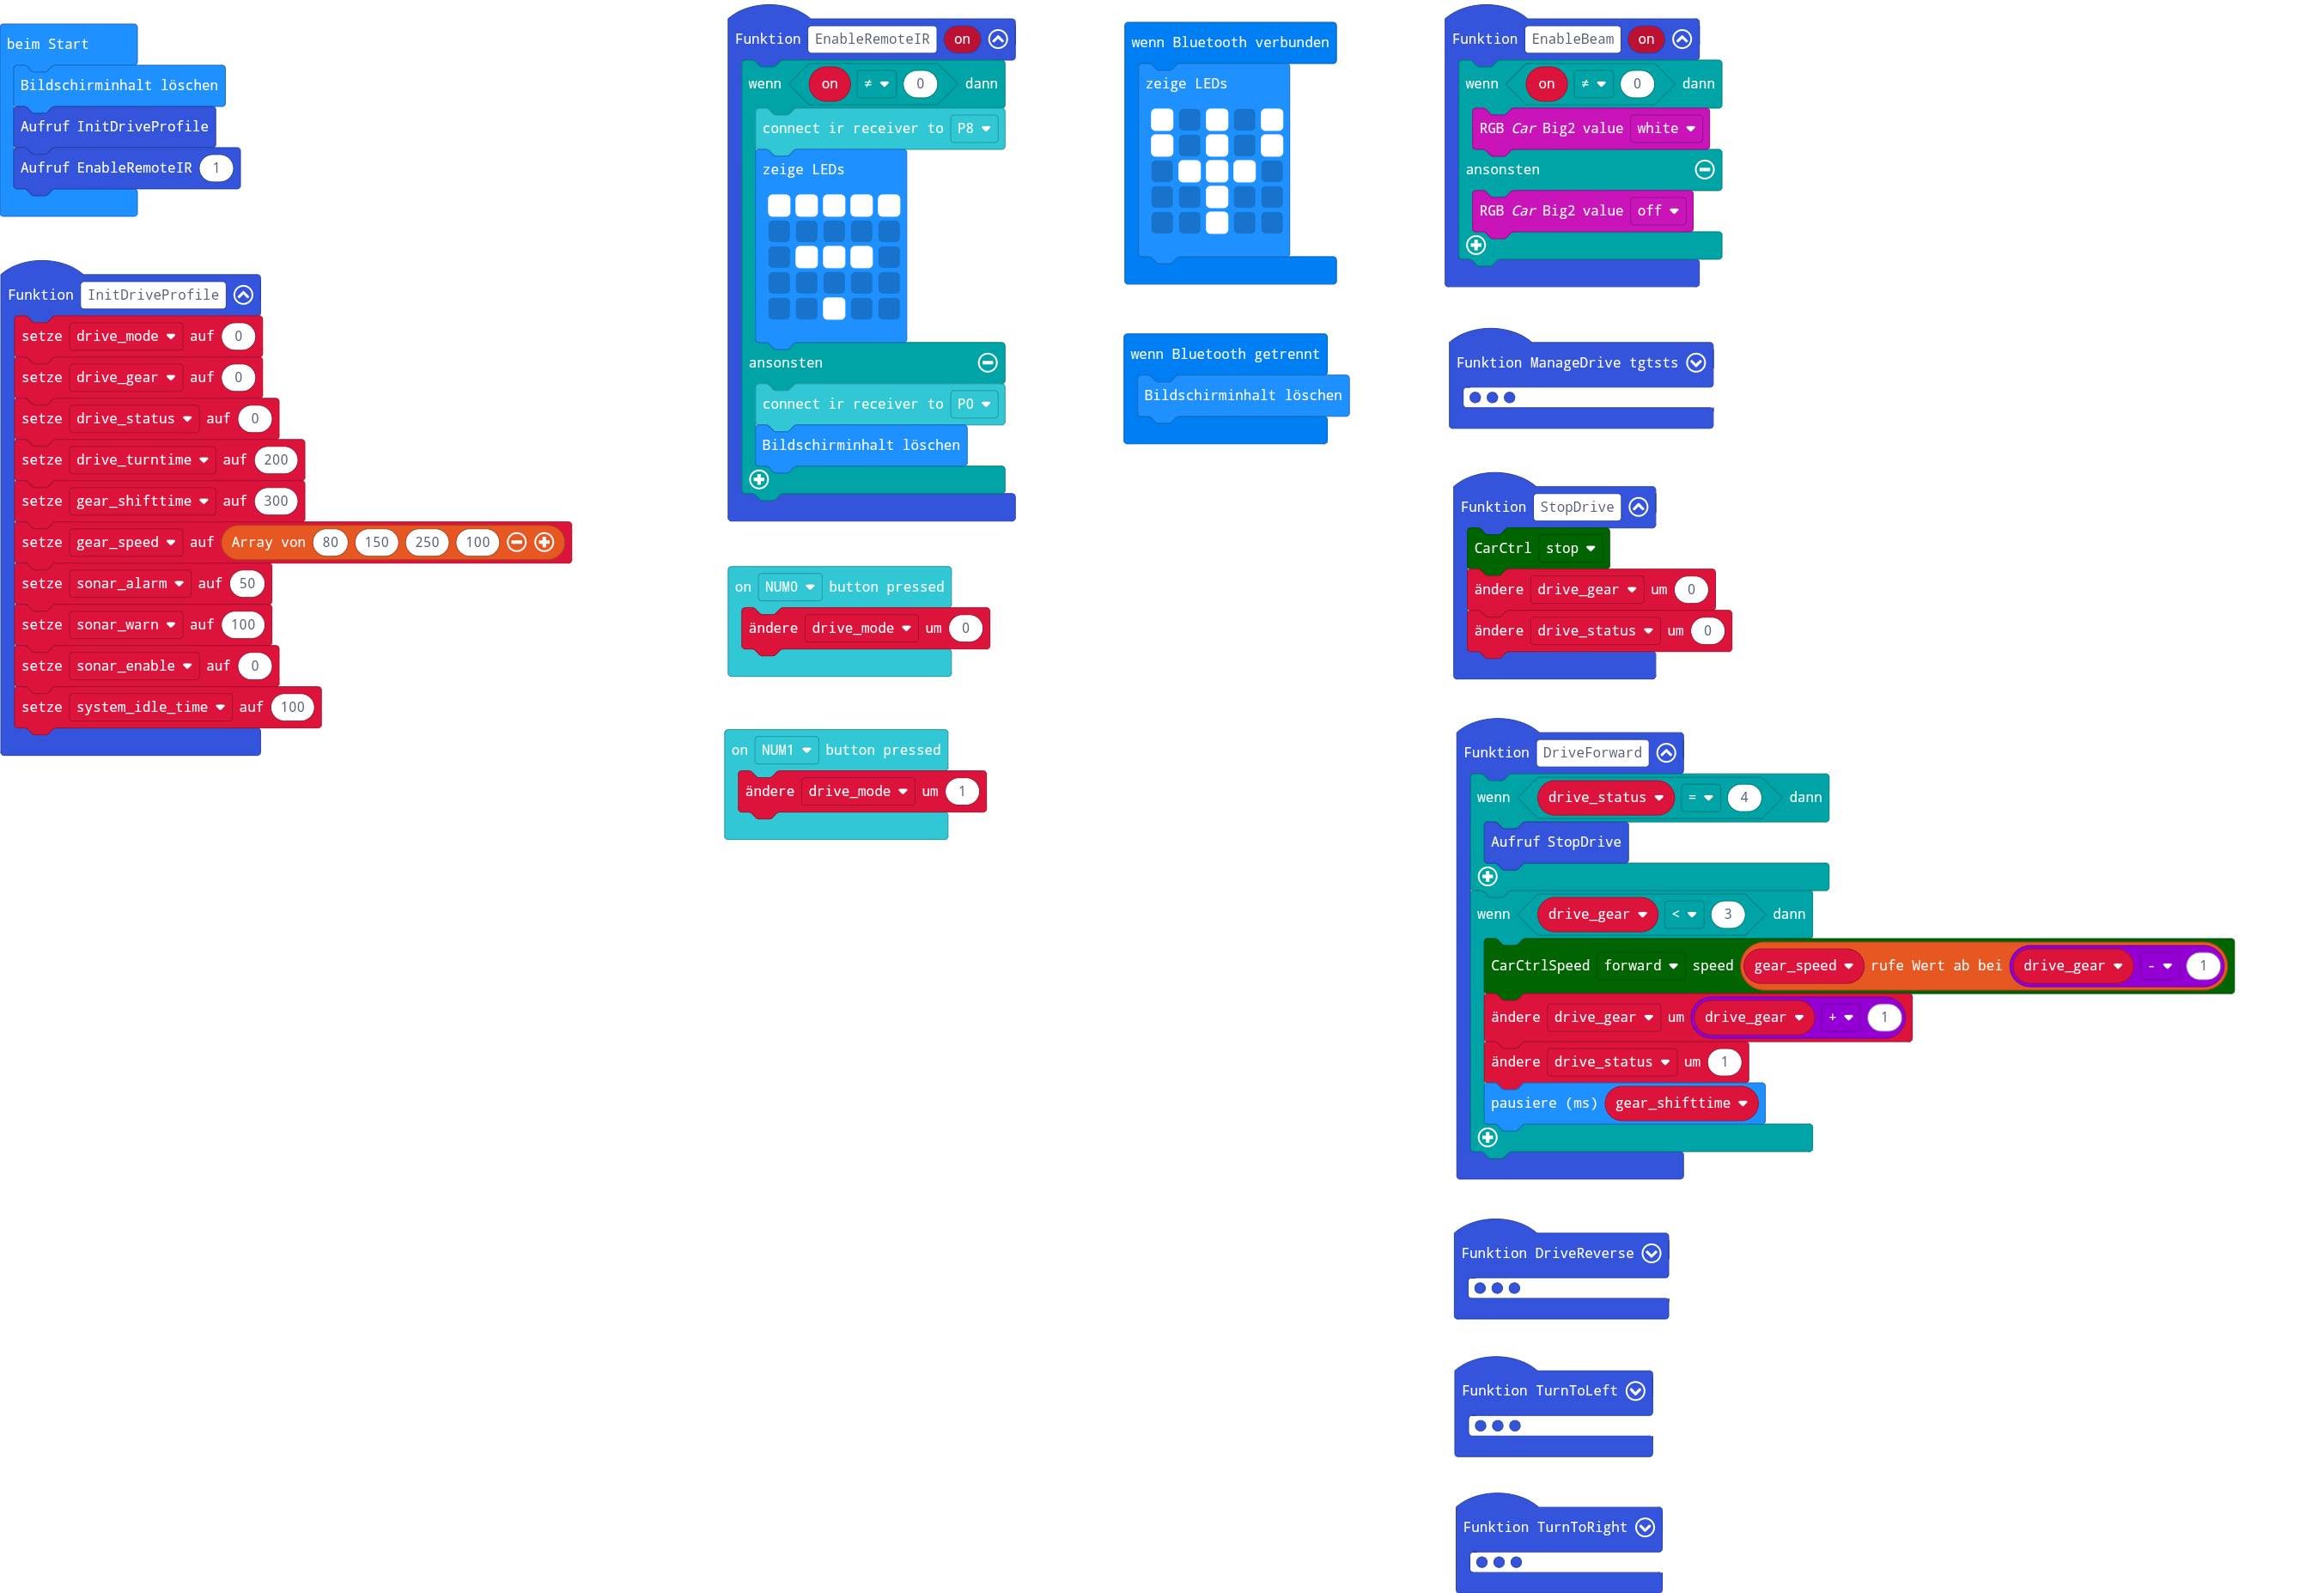 beim Start
Bildschirminhalt löschen
Aufruf InitDriveProfile
Aufruf EnableRemoteIR 1
Funktion InitDriveProfile
setze drive_mode auf 0
setze drive_gear auf 0
setze drive_status auf 0
setze drive_turntime auf 200
setze gear_shifttime auf 300
setze gear_speed auf Array von 80 150 250 100
setze sonar_alarm auf 50
setze sonar_warn auf 100
setze sonar_enable auf 0
setze system_idle_time auf 100
Funktion EnableRemoteIR on
wenn on ≠ 0 dann
connect ir receiver to P8
zeige LEDs
ansonsten
connect ir receiver to P0
Bildschirminhalt löschen
on NUM0 button pressed
ändere drive_mode um 0
on NUM1 button pressed
ändere drive_mode um 1
wenn Bluetooth verbunden
zeige LEDs
wenn Bluetooth getrennt
Bildschirminhalt löschen
Funktion EnableBeam on
wenn on ≠ 0 dann
RGB Car Big2 value white
ansonsten
RGB Car Big2 value off
Funktion ManageDrive tgtsts
Funktion StopDrive
CarCtrl stop
ändere drive_gear um 0
ändere drive_status um 0
Funktion DriveForward
wenn drive_status = 4 dann
Aufruf StopDrive
wenn drive_gear < 3 dann
CarCtrlSpeed forward speed gear_speed rufe Wert ab bei drive_gear - 1
ändere drive_gear um drive_gear + 1
ändere drive_status um 1
pausiere (ms) gear_shifttime
Funktion DriveReverse
Funktion TurnToLeft
Funktion TurnToRight